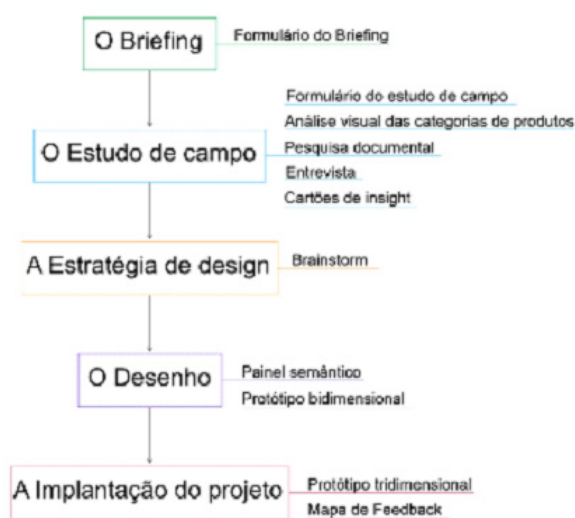 O Briefing
Formulário do Briefing
Formulário do estudo de campo
Análise visual das categorias de produtos
O Estudo de campo
Pesquisa documental
Entrevista
Cartões de insight
A Estratégia de design
Brainstorm
O Desenho
Painel semântico
Protótipo bidimensional
A Implantação do projeto
Protótipo tridimensional
Mapa de Feedback